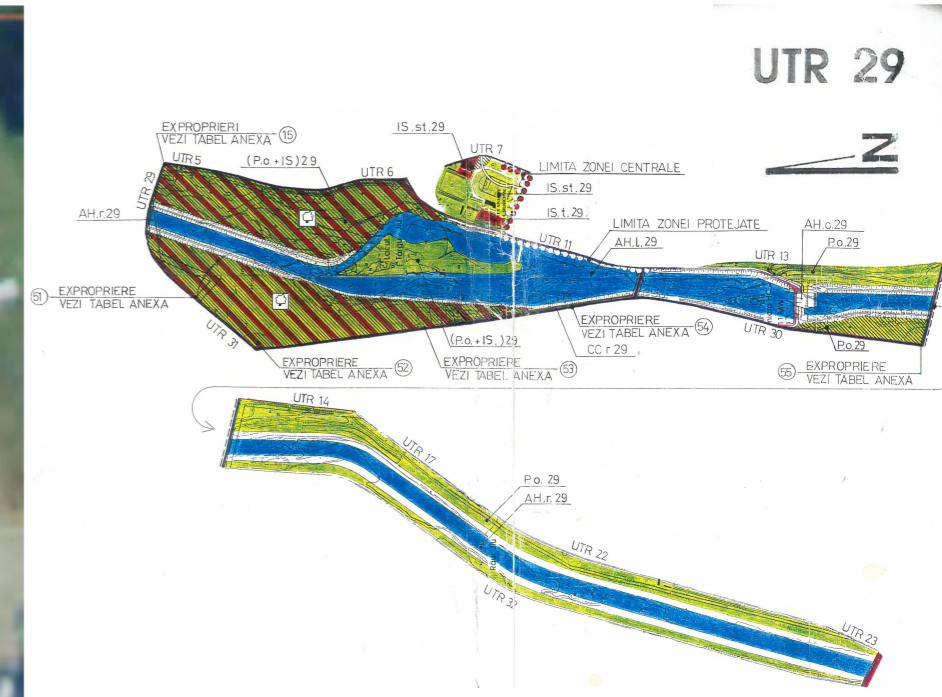 UTR 29
N
EXPROPRIERI
VEZI TABEL ANEXA
15
UTR 5
(P.o + IS) 29
UTR 6
IS.st.29
UTR 7
LIMITA ZONEI CENTRALE
IS.st.29
IS.t.29
UTR 29
AH.r.29
UTR 11
LIMITA ZONEI PROTEJATE
AH.l.29
UTR 13
AH.c.29
P.o.29
51
EXPROPRIERE
VEZI TABEL ANEXA
UTR 31
EXPROPRIERE
VEZI TABEL ANEXA
52
(P.o.+IS.) 29
EXPROPRIERE
VEZI TABEL ANEXA
53
EXPROPRIERE
VEZI TABEL ANEXA
54
CC r 29
UTR 30
P.o.29
55
EXPROPRIERE
VEZI TABEL ANEXA
UTR 14
UTR 17
P.o. 29
AH.r. 29
UTR 22
UTR 32
UTR 23